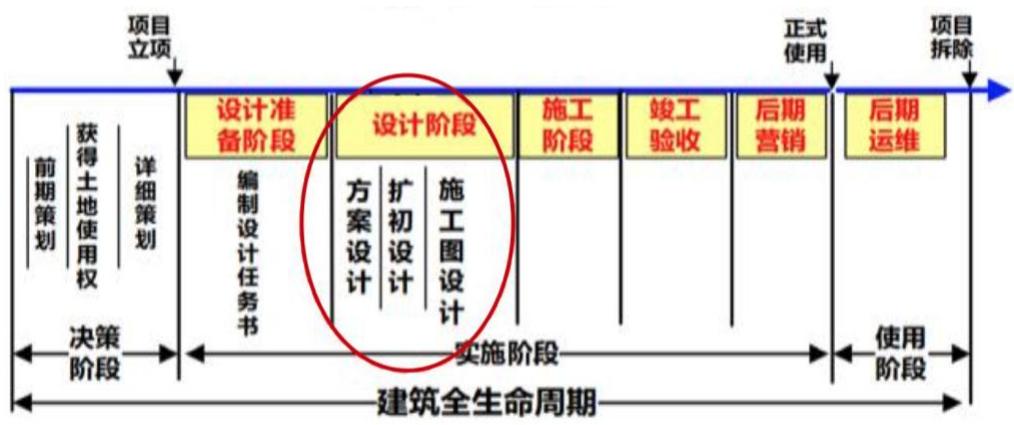 项目
立项
正式
使用
项目
拆除
设计准
备阶段
设计阶段
施工
阶段
竣工
验收
后期
营销
后期
运维
前期策划
获得土地使用权
详细策划
编制设计任务书
方案设计
扩初设计
施工图设计
决策
阶段
实施阶段
使用
阶段
建筑全生命周期